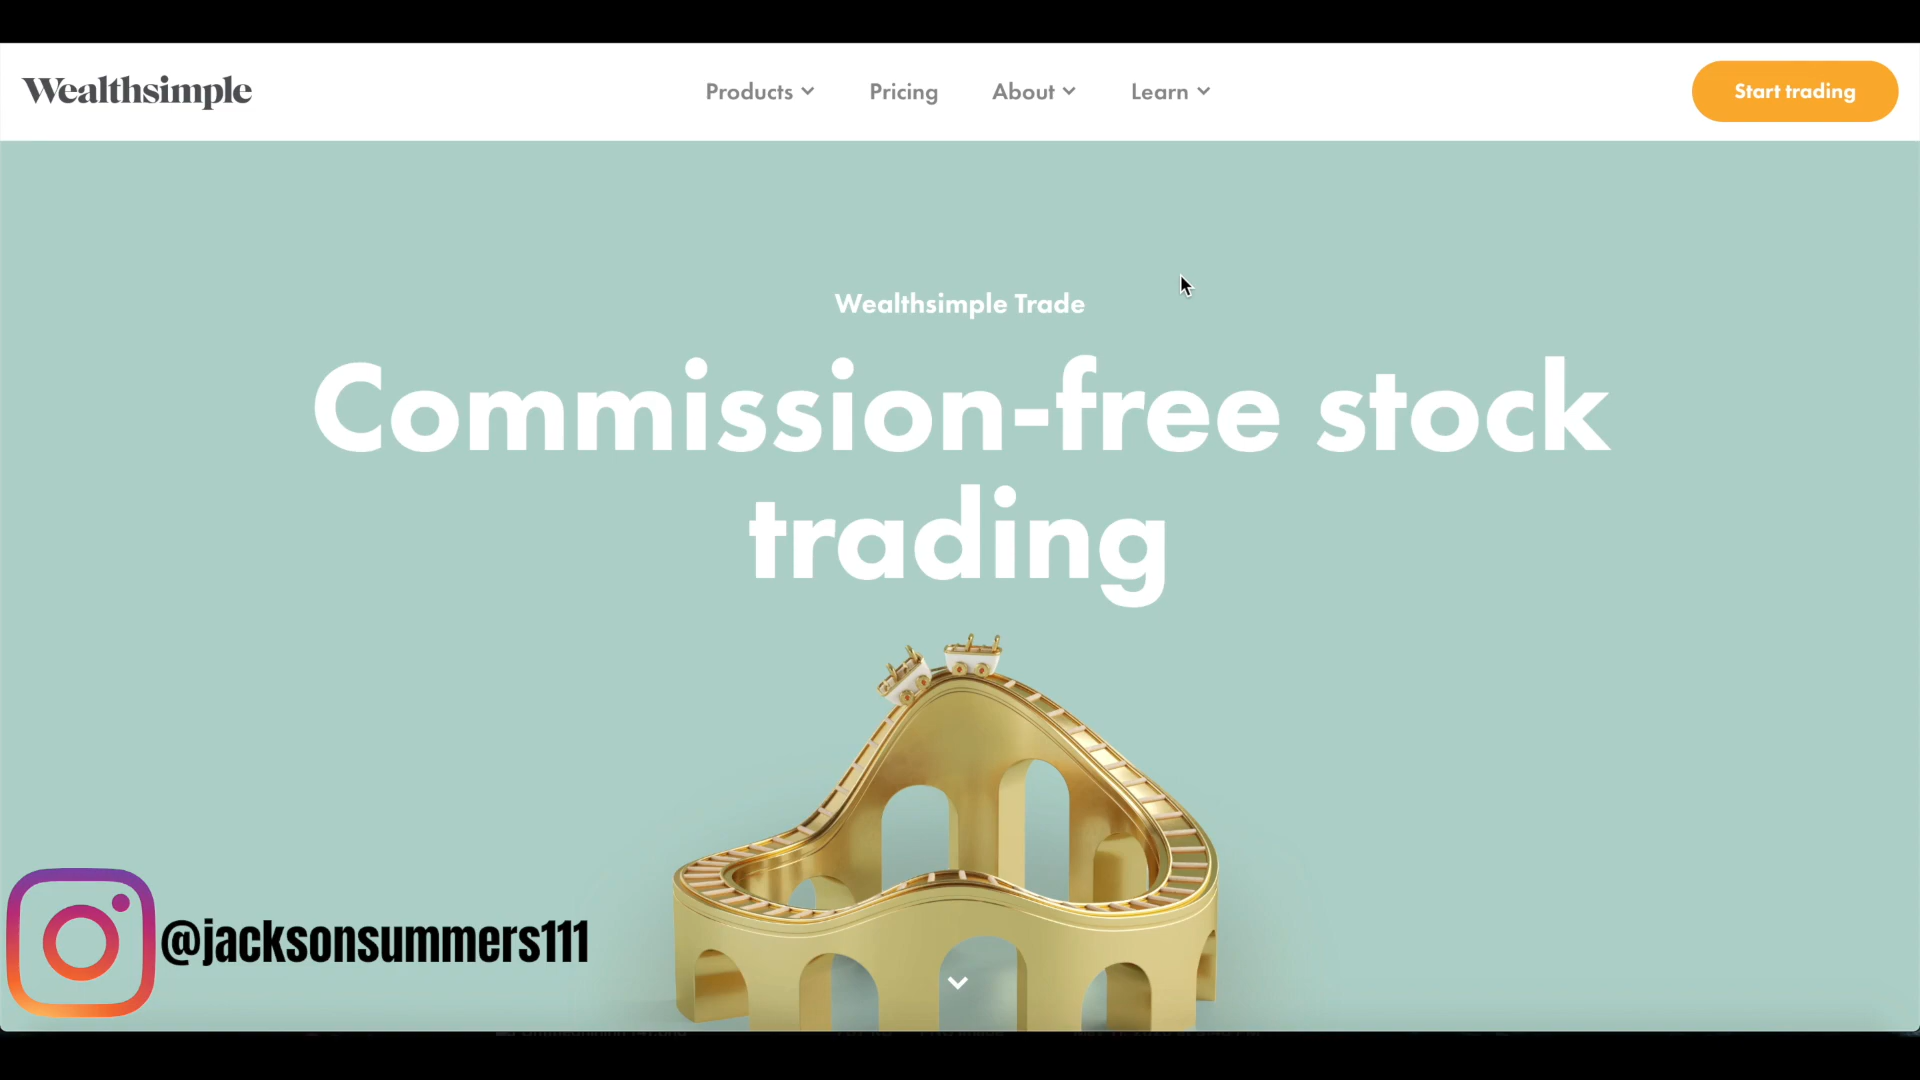 Wealthsimple
Products
Pricing
About
Learn
Start trading
Wealthsimple Trade
Commission-free stock
trading
@jacksonsummers111